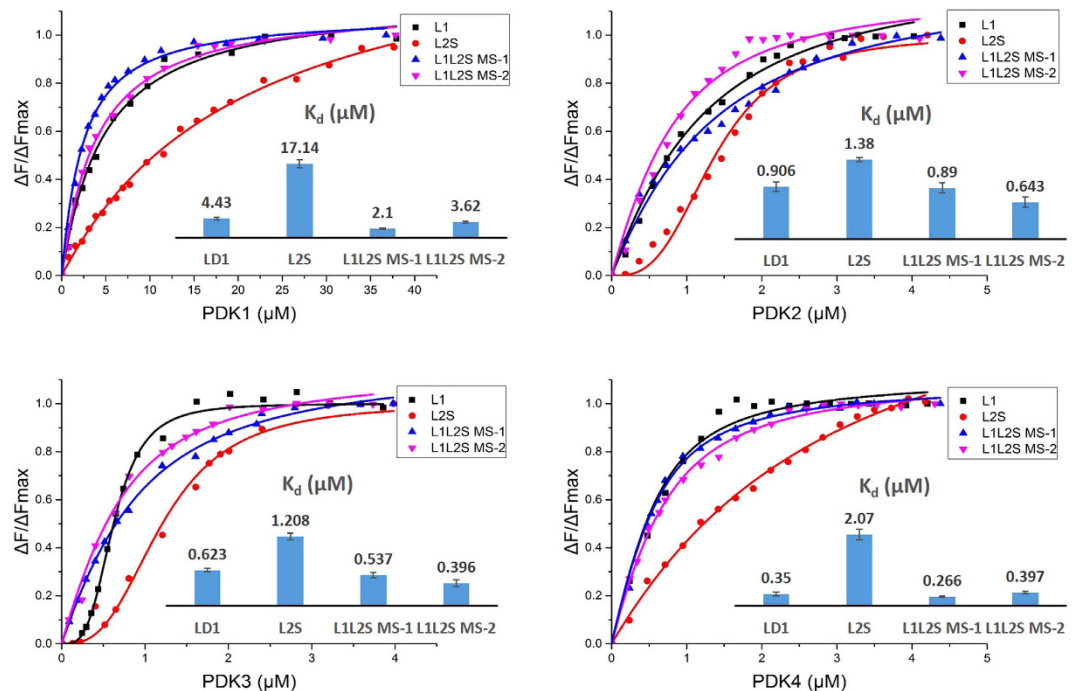 1.0
0.8
0.6
0.4
0.2
0.0
ΔF/ΔFmax
L1
L2S
L1L2S MS-1
L1L2S MS-2
Kd (µM)
4.43
17.14
2.1
3.62
LD1 L2S L1L2S MS-1 L1L2S MS-2
0 5 10 15 20 25 30 35 40
PDK1 (µM)
1.0
0.8
0.6
0.4
0.2
0.0
ΔF/ΔFmax
L1
L2S
L1L2S MS-1
L1L2S MS-2
Kd (µM)
0.906
1.38
0.89
0.643
LD1 L2S L1L2S MS-1 L1L2S MS-2
0 1 2 3 4 5
PDK2 (µM)
1.0
0.8
0.6
0.4
0.2
0.0
ΔF/ΔFmax
L1
L2S
L1L2S MS-1
L1L2S MS-2
Kd (µM)
0.623
1.208
0.537
0.396
LD1 L2S L1L2S MS-1 L1L2S MS-2
0 1 2 3 4 5
PDK3 (µM)
1.0
0.8
0.6
0.4
0.2
0.0
ΔF/ΔFmax
L1
L2S
L1L2S MS-1
L1L2S MS-2
Kd (µM)
0.35
2.07
0.266
0.397
LD1 L2S L1L2S MS-1 L1L2S MS-2
0 1 2 3 4 5
PDK4 (µM)